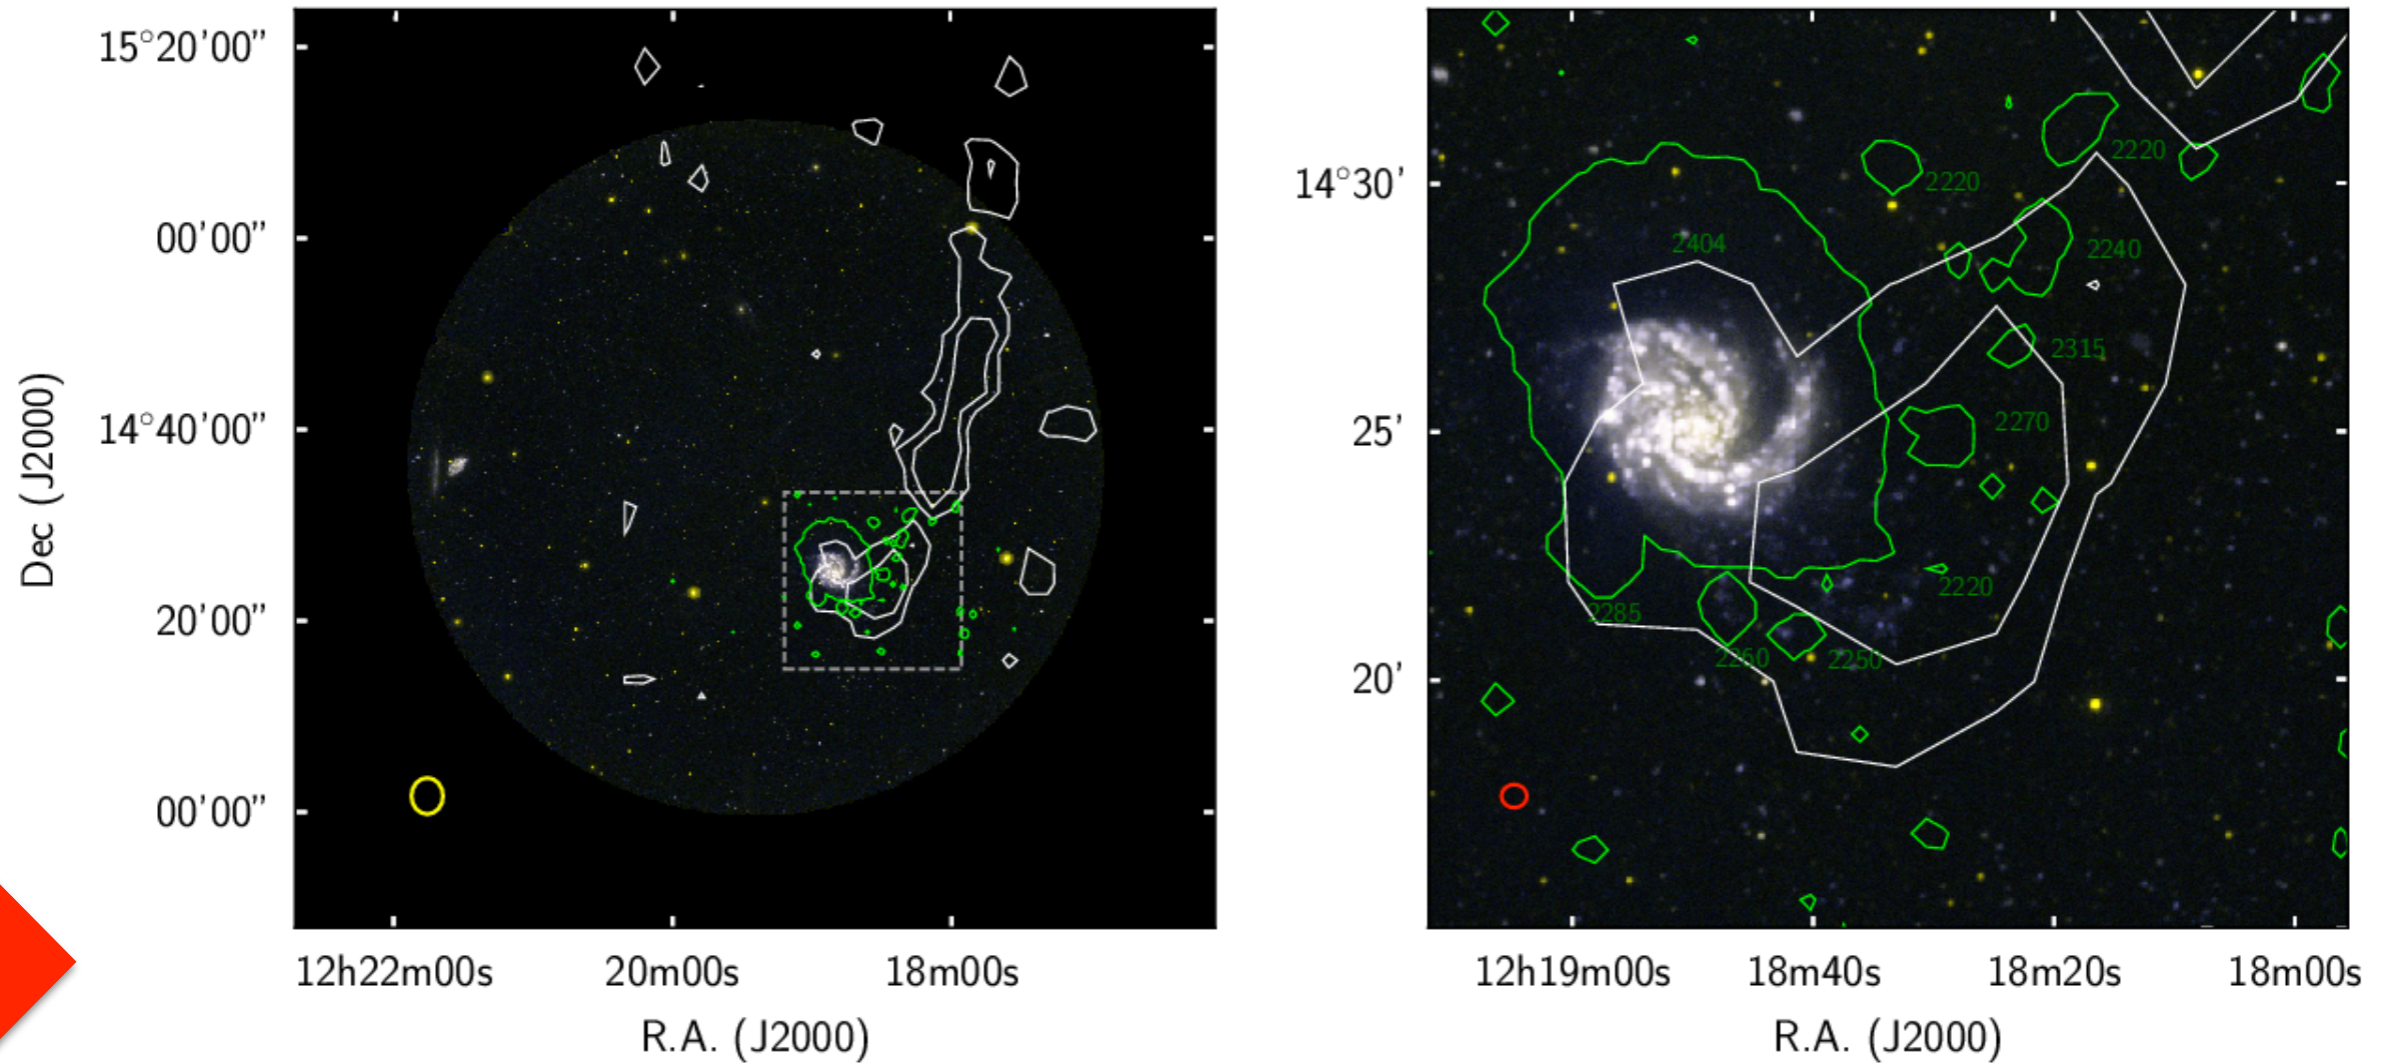 15°20'00”
00'00”
14°40'00”
20'00”
00'00”
Dec (J2000)
12h22m00s
20m00s
18m00s
R.A. (J2000)
14°30'
25'
20'
2220
2220
2404
2240
2315
2270
2220
2285
2260
2250
12h19m00s
18m40s
18m20s
18m00s
R.A. (J2000)